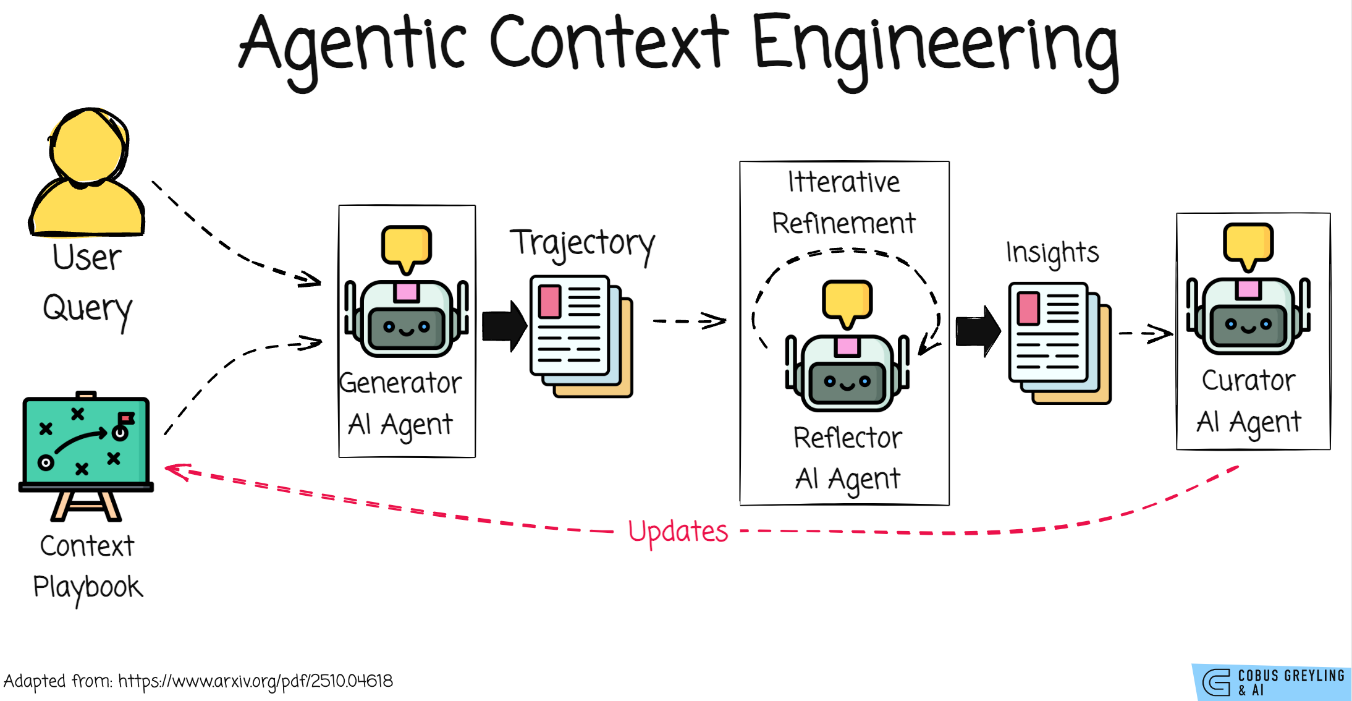 Agentic Context Engineering
User
Query
Context
Playbook
Generator
AI Agent
Trajectory
Itterative
Refinement
Reflector
AI Agent
Insights
Curator
AI Agent
Updates
Adapted from: https://www.arxiv.org/pdf/2510.04618
COBUS GREYLING
& AI